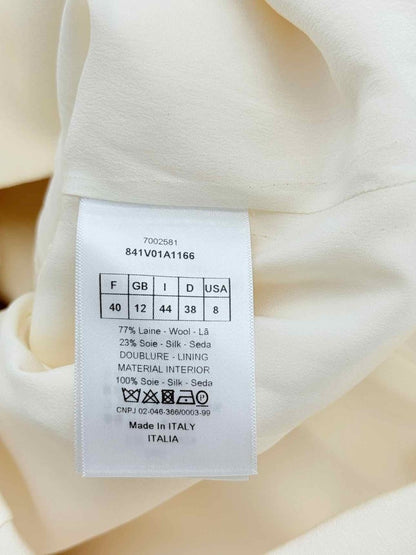 7002581
841V01A1166
F GB I D USA
40 12 44 38 8
77% Laine - Wool - Lã
23% Soie - Silk - Seda
DOUBLURE - LINING
MATERIAL INTERIOR
100% Soie - Silk - Seda
P
CNPJ 02-046-366/0003-99
Made In ITALY
ITALIA